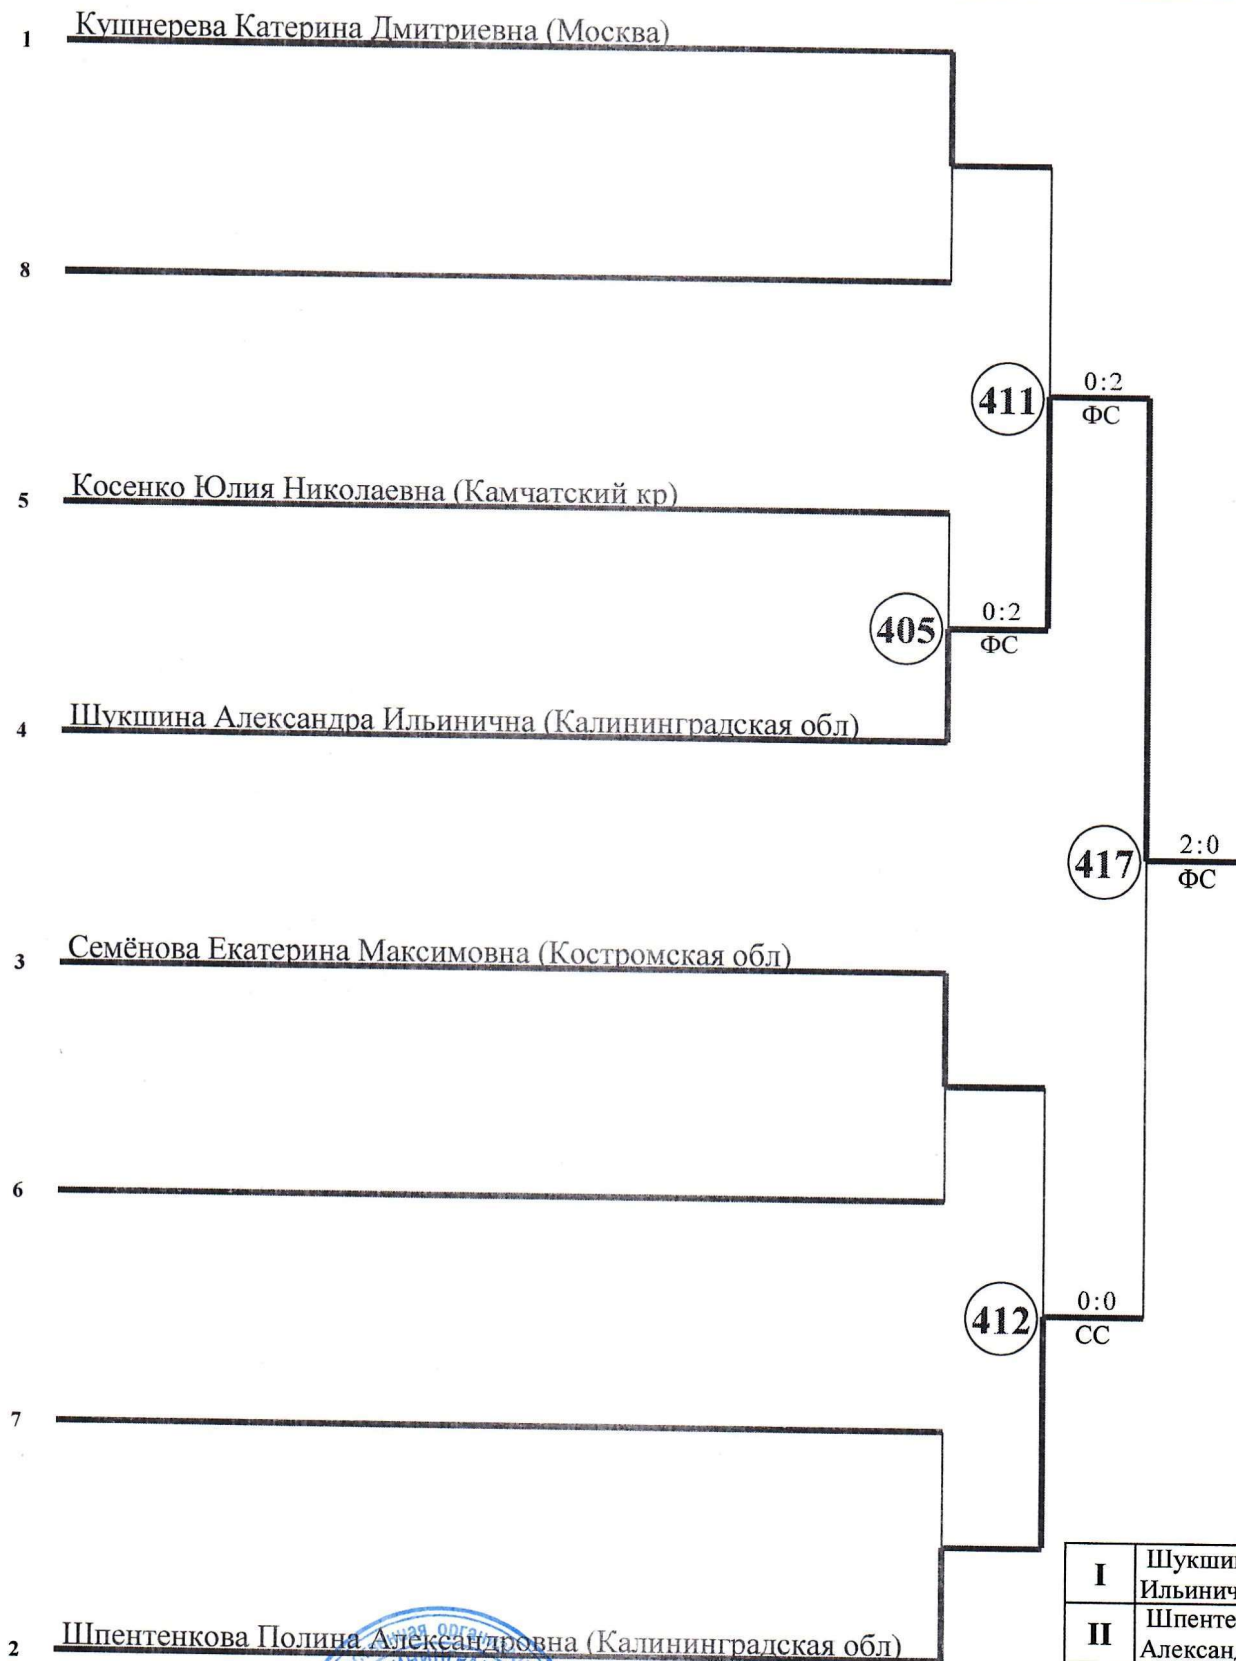 1 Кушнерева Катерина Дмитриевна (Москва)
8
411 0:2
ФС
5 Косенко Юлия Николаевна (Камчатский кр)
405 0:2
ФС
4 Шукшина Александра Ильинична (Калининградская обл)
417 2:0
ФС
3 Семёнова Екатерина Максимовна (Костромская обл)
6
412 0:0
СС
7
I
II
2 Шпентенкова Полина Александровна (Калининградская обл)